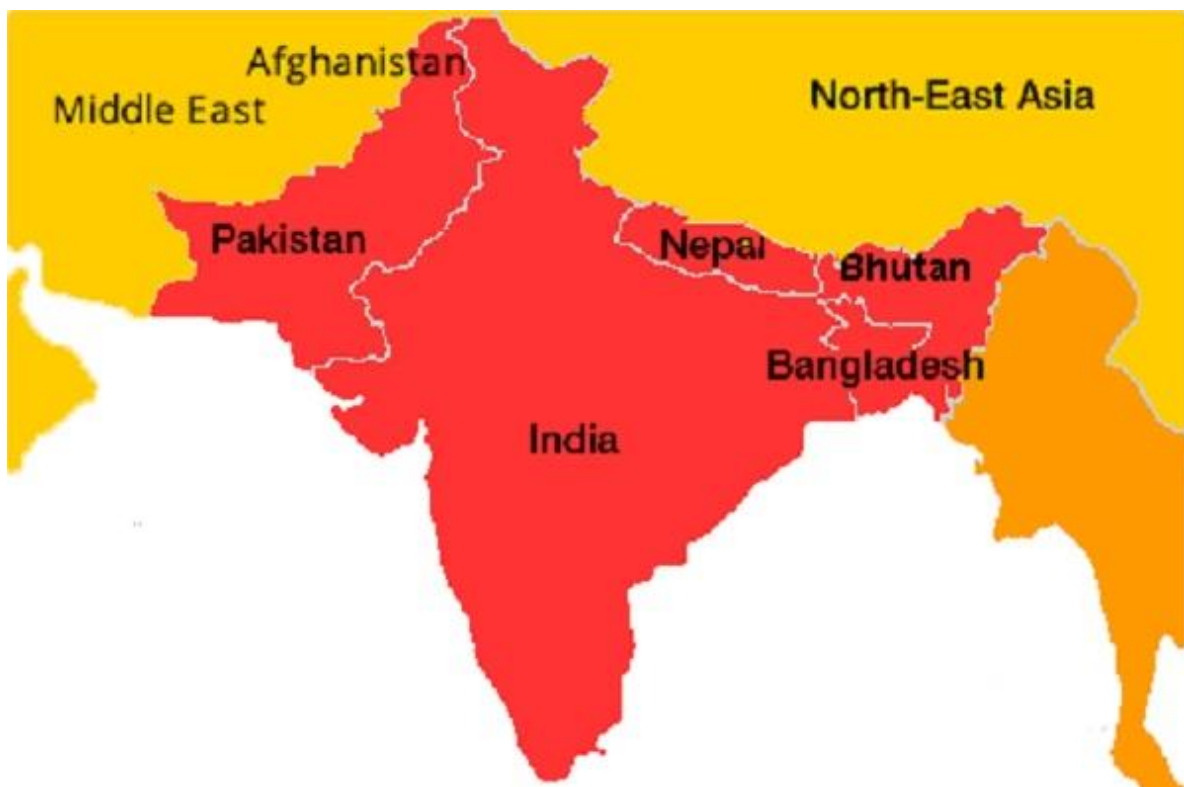 Afghanistan
Middle East
North-East Asia
Pakistan
Nepal
Bhutan
Bangladesh
India